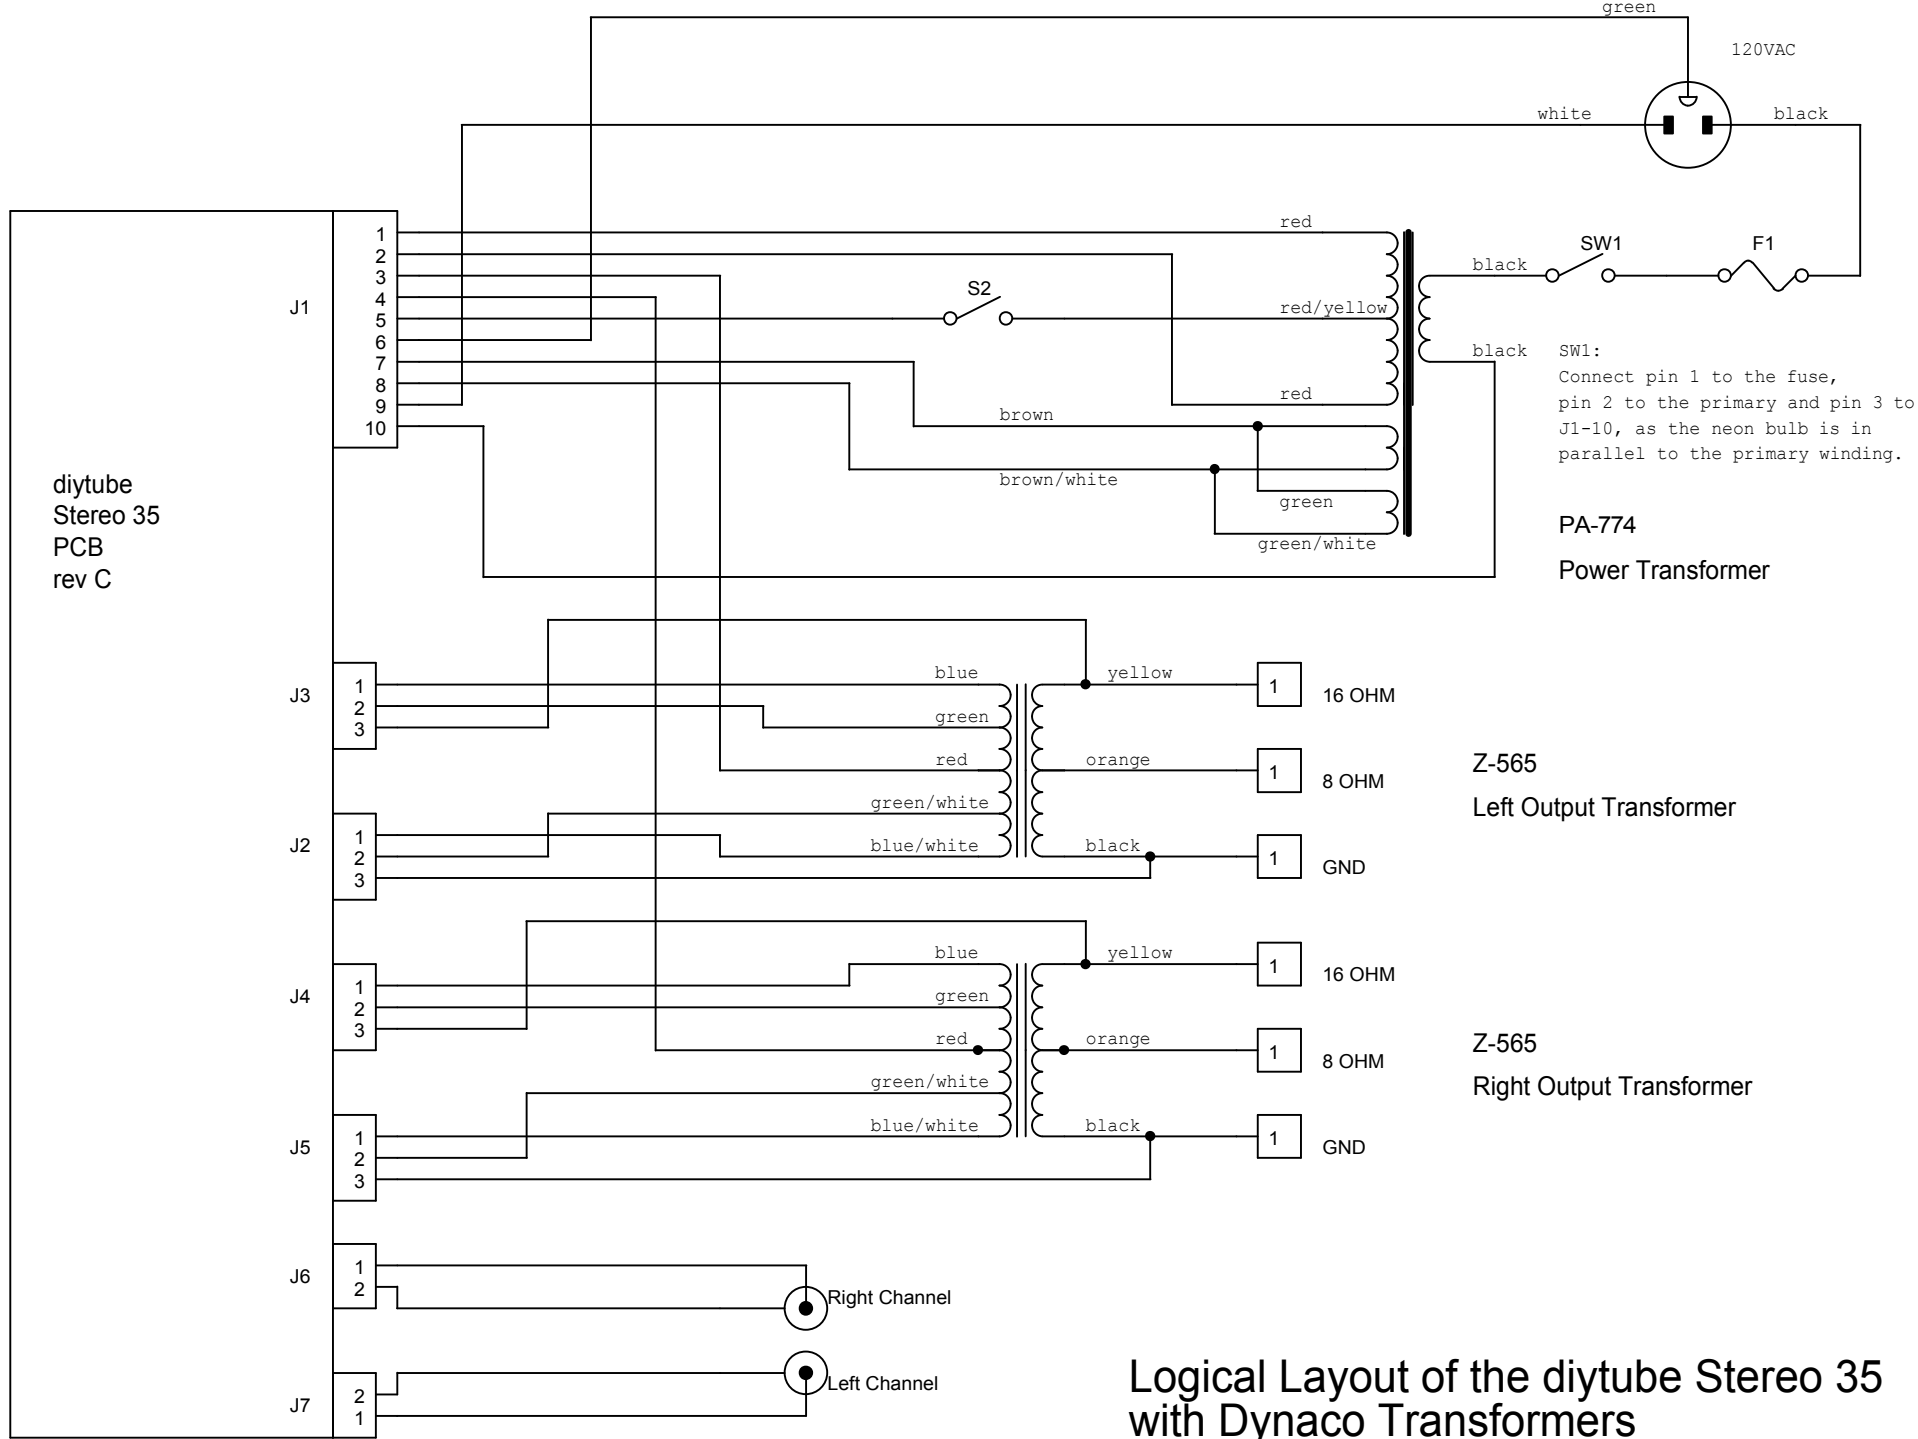 green
120VAC
white
black
1
2
3
4
5
6
7
8
9
10
J1
red
S2
red/yellow
red
brown
brown/white
green
green/white
black
SW1
F1
black
SW1:
Connect pin 1 to the fuse,
pin 2 to the primary and pin 3 to
J1-10, as the neon bulb is in
parallel to the primary winding.
PA-774
Power Transformer
diytube
Stereo 35
PCB
rev C
J3
1
2
3
blue
green
red
green/white
blue/white
yellow
orange
black
1
16 OHM
1
8 OHM
1
GND
Z-565
Left Output Transformer
J2
1
2
3
J4
1
2
3
blue
green
red
green/white
blue/white
yellow
orange
black
1
16 OHM
1
8 OHM
1
GND
Z-565
Right Output Transformer
J5
1
2
3
J6
1
2
Right Channel
J7
2
1
Left Channel
Logical Layout of the diytube Stereo 35
with Dynaco Transformers